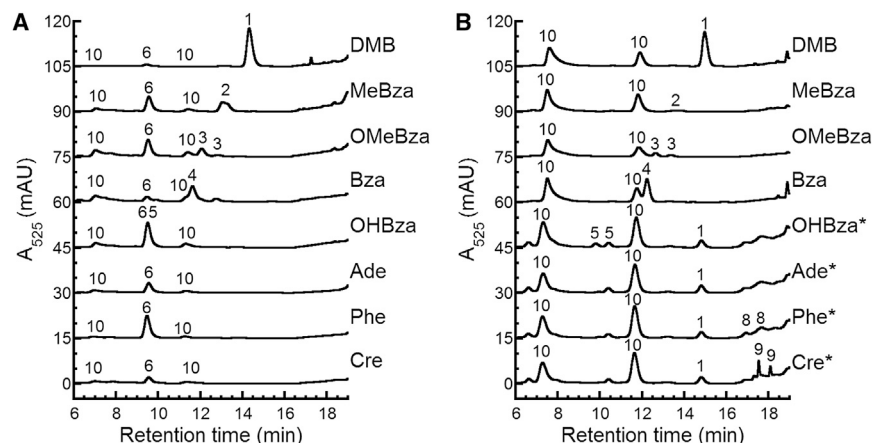 A
120
105
90
75
60
45
30
15
0
A525 (mAU)
10 6 10 1 DMB
10 6 10 2 MeBza
10 6 10 3 3 OMeBza
10 6 10 4 Bza
10 6 5 10 OHBza
10 6 10 Ade
10 6 10 Phe
10 6 10 Cre
6 8 10 12 14 16 18
Retention time (min)
B
120
105
90
75
60
45
30
15
0
A525 (mAU)
10 10 1 DMB
10 10 2 MeBza
10 10 3 3 OMeBza
10 10 4 Bza
10 5 5 10 1 OHBza*
10 10 1 Ade*
10 10 1 8 8 Phe*
10 10 1 9 9 Cre*
6 8 10 12 14 16 18
Retention time (min)